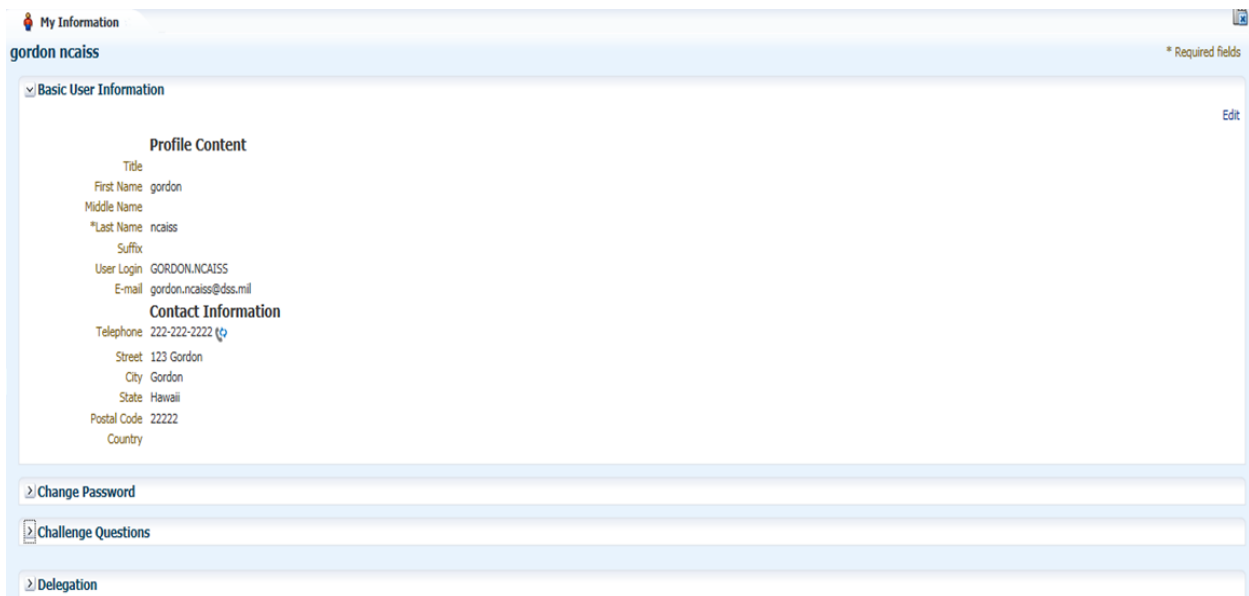 My Information
gordon ncaiss
* Required fields
Basic User Information
Edit
Profile Content
Title
First Name gordon
Middle Name
*Last Name ncaiss
Suffix
User Login GORDON.NCAISS
E-mail gordon.ncaiss@dss.mil
Contact Information
Telephone 222-222-2222
Street 123 Gordon
City Gordon
State Hawaii
Postal Code 22222
Country
Change Password
Challenge Questions
Delegation